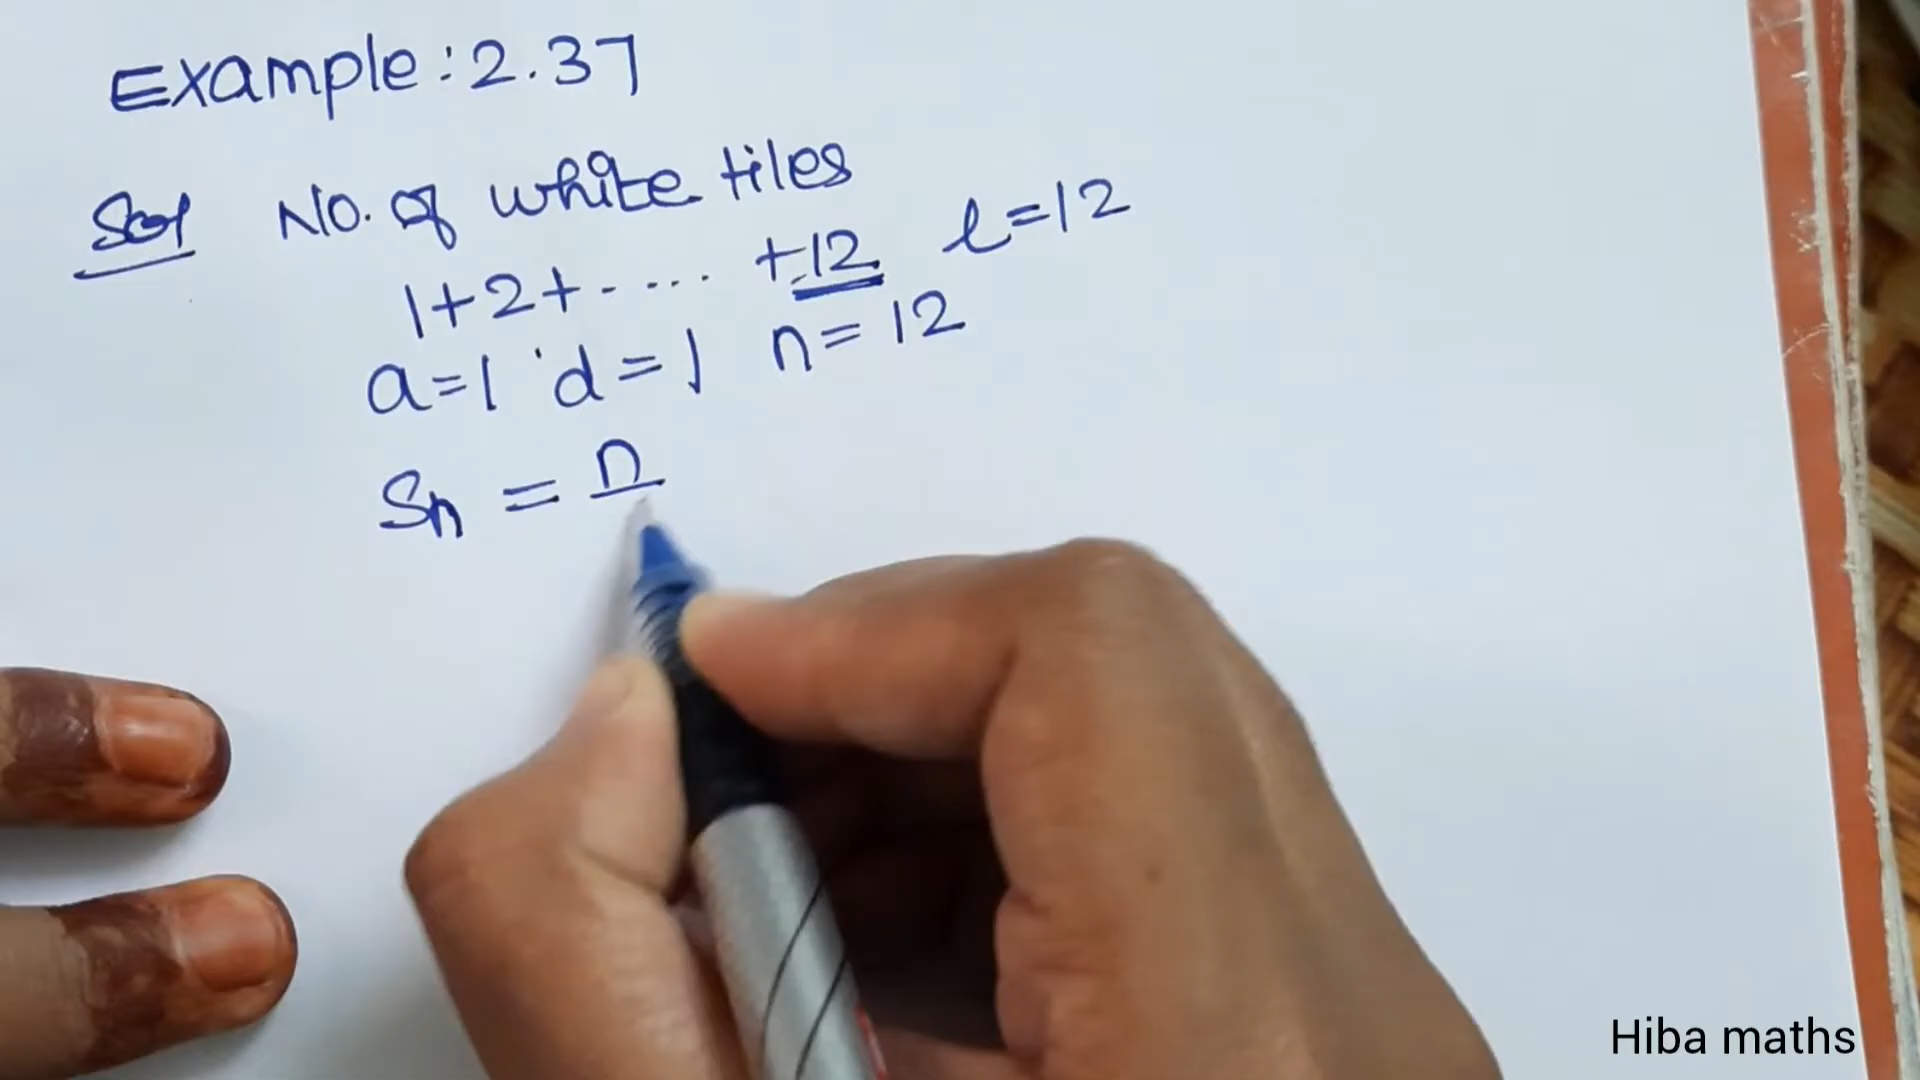 Example: 2.37
Sol No. of white tiles
1+2+- ... +12 l=12
a=1 d=1 n=12
Sn = n
Hiba maths